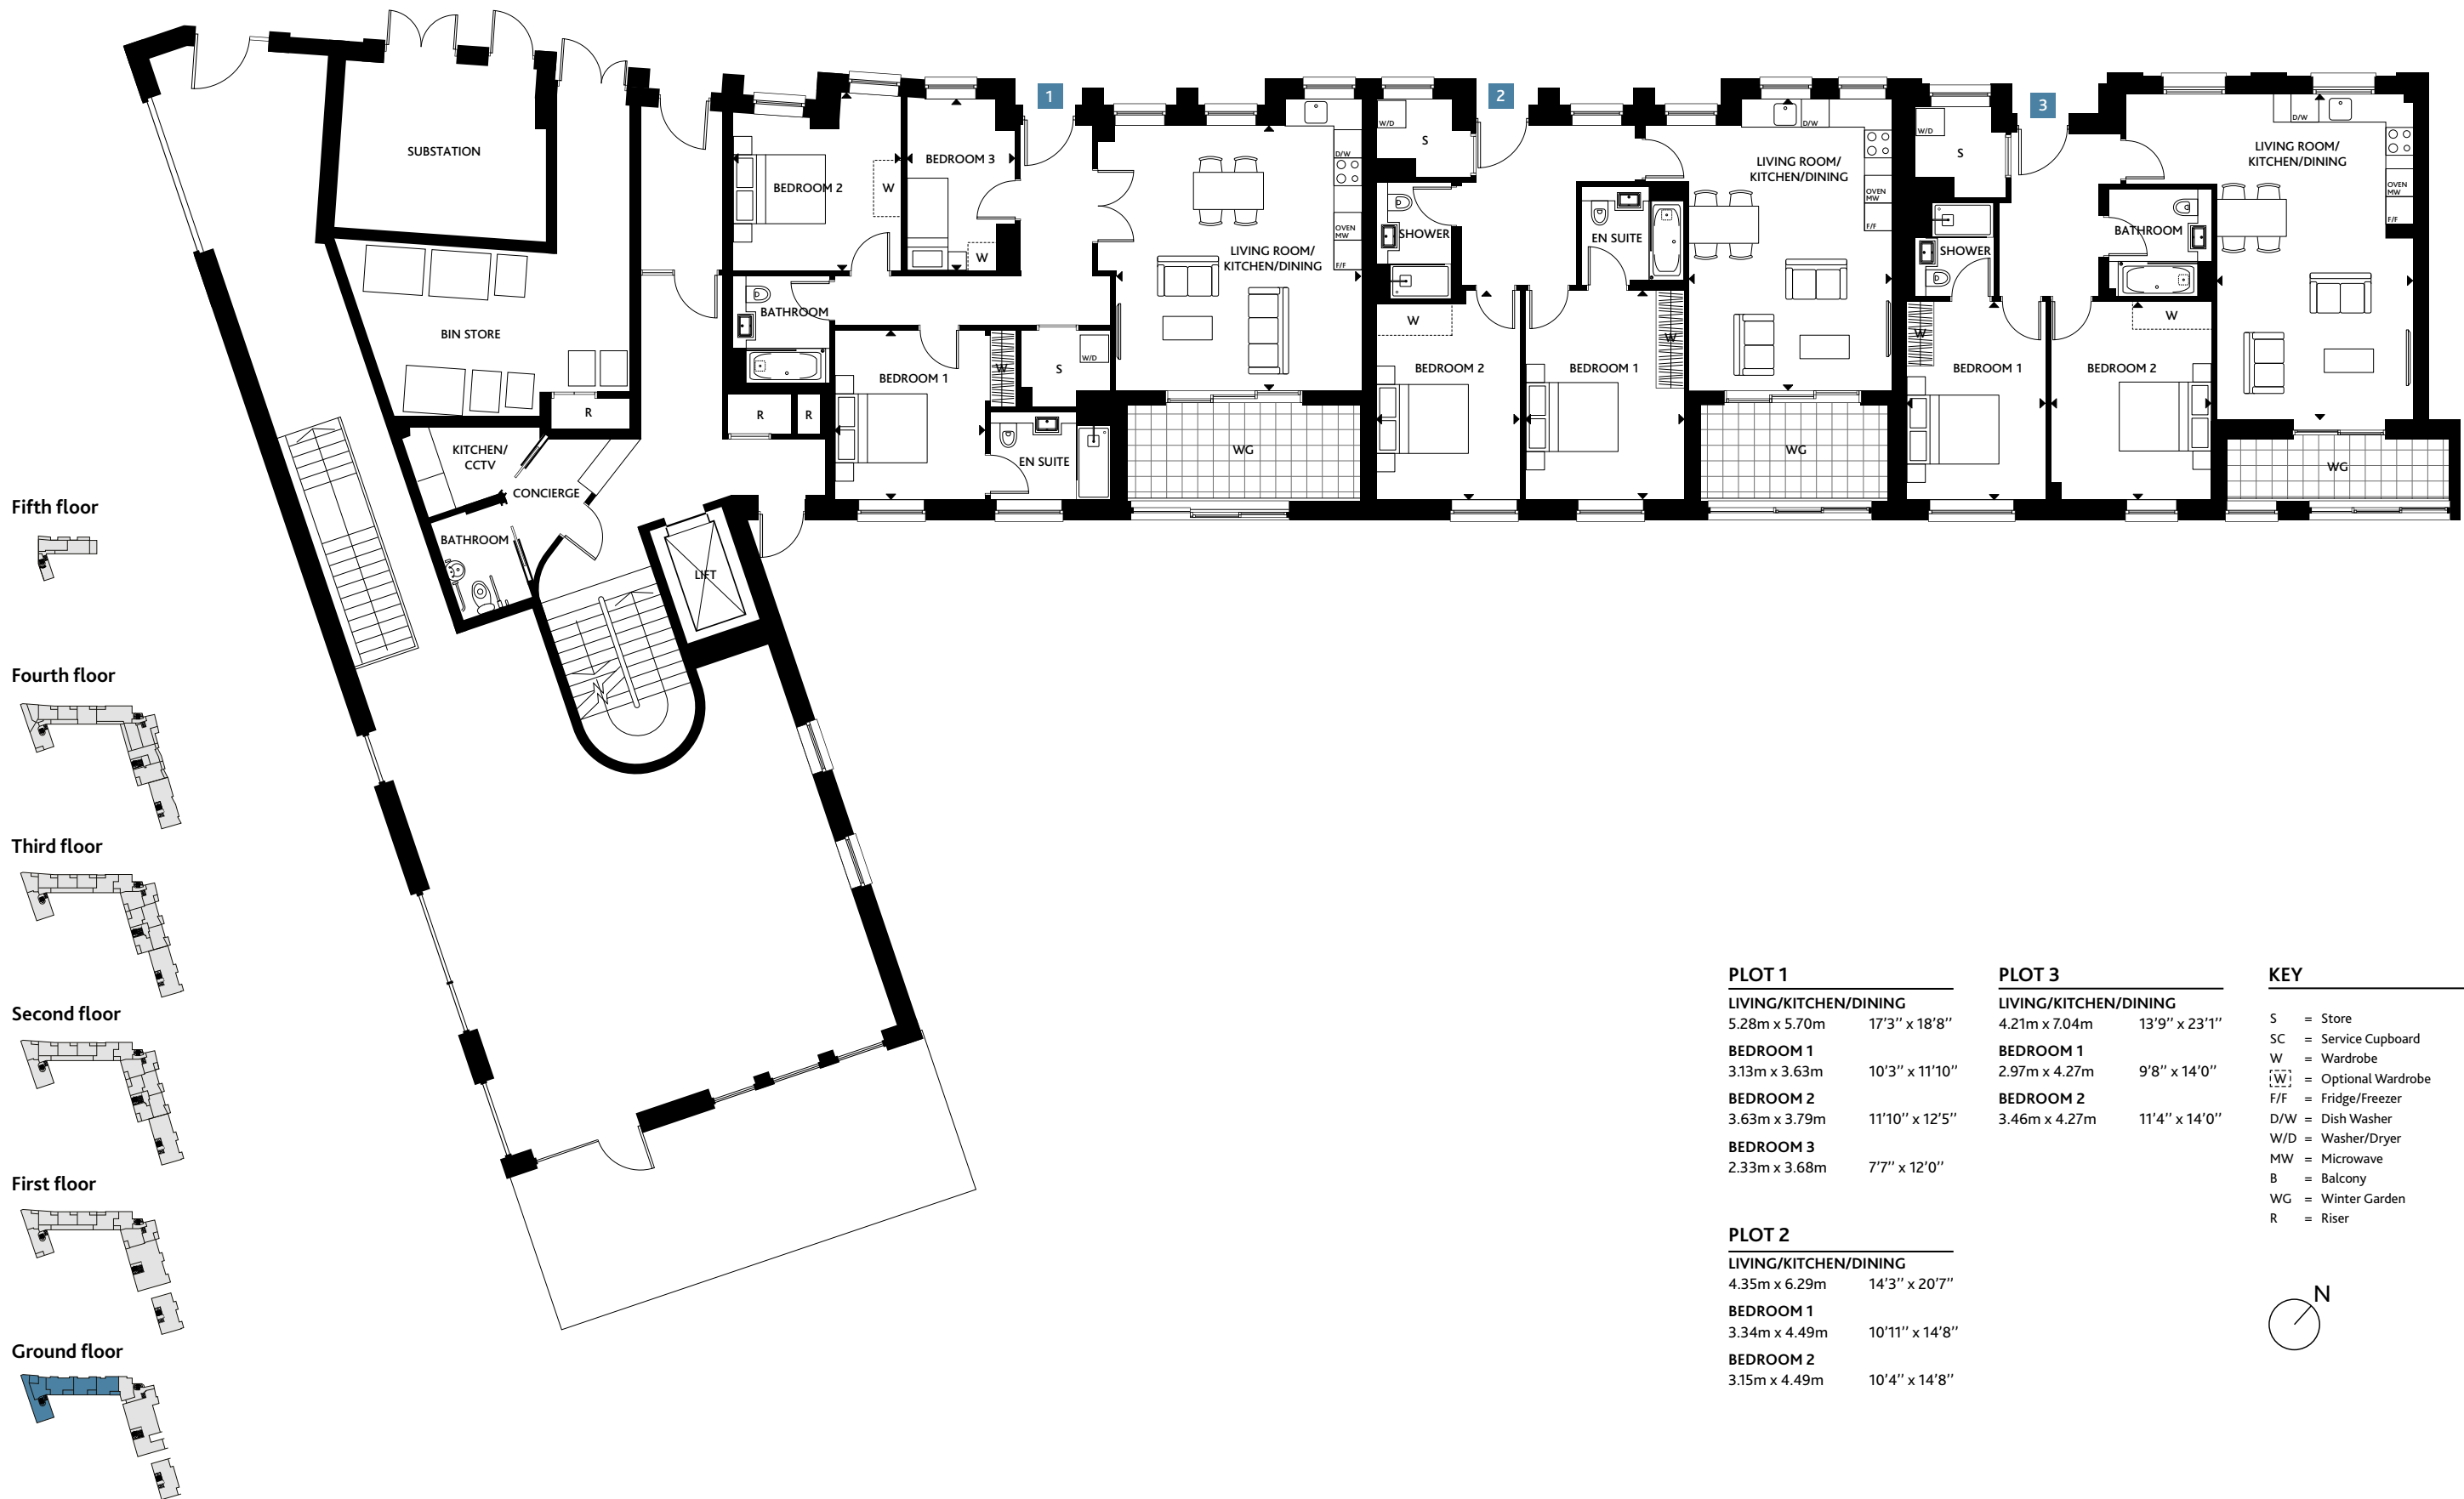 1
2
3
SUBSTATION
BEDROOM 2
W
BEDROOM 3
W
D/W
OVEN
MW
F/F
LIVING ROOM/
KITCHEN/DINING
W/D
S
SHOWER
EN SUITE
D/W
LIVING ROOM/
KITCHEN/DINING
OVEN
MW
F/F
W/D
S
SHOWER
BATHROOM
D/W
LIVING ROOM/
KITCHEN/DINING
OVEN
MW
F/F
BIN STORE
R
BATHROOM
BEDROOM 1
W
S
W/D
R
R
EN SUITE
WG
W
BEDROOM 2
BEDROOM 1
W
WG
W
BEDROOM 1
W
BEDROOM 2
WG
KITCHEN/
CCTV
CONCIERGE
BATHROOM
LIFT
Fifth floor
Fourth floor
Third floor
Second floor
First floor
Ground floor
PLOT 1
LIVING/KITCHEN/DINING
5.28m x 5.70m 17'3'' x 18'8''
BEDROOM 1
3.13m x 3.63m 10'3'' x 11'10''
BEDROOM 2
3.63m x 3.79m 11'10'' x 12'5''
BEDROOM 3
2.33m x 3.68m 7'7'' x 12'0''
PLOT 2
LIVING/KITCHEN/DINING
4.35m x 6.29m 14'3'' x 20'7''
BEDROOM 1
3.34m x 4.49m 10'11'' x 14'8''
BEDROOM 2
3.15m x 4.49m 10'4'' x 14'8''
PLOT 3
LIVING/KITCHEN/DINING
4.21m x 7.04m 13'9'' x 23'1''
BEDROOM 1
2.97m x 4.27m 9'8'' x 14'0''
BEDROOM 2
3.46m x 4.27m 11'4'' x 14'0''
KEY
S = Store
SC = Service Cupboard
W = Wardrobe
W = Optional Wardrobe
F/F = Fridge/Freezer
D/W = Dish Washer
W/D = Washer/Dryer
MW = Microwave
B = Balcony
WG = Winter Garden
R = Riser
N